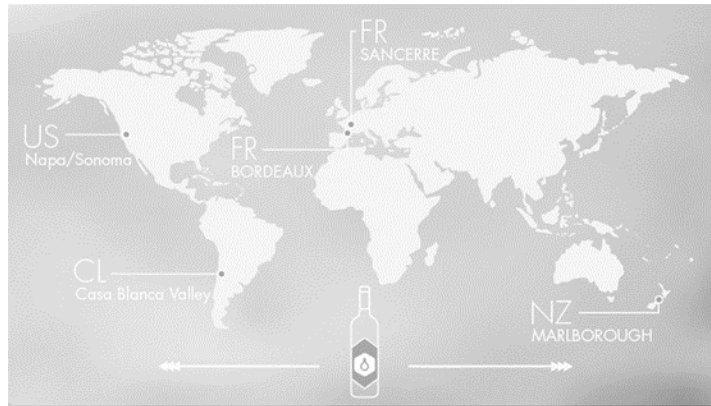 FR
SANCERRE
US
Napa/Sonoma
FR
BORDEAUX
CL
Casa Blanca Valley
NZ
MARLBOROUGH